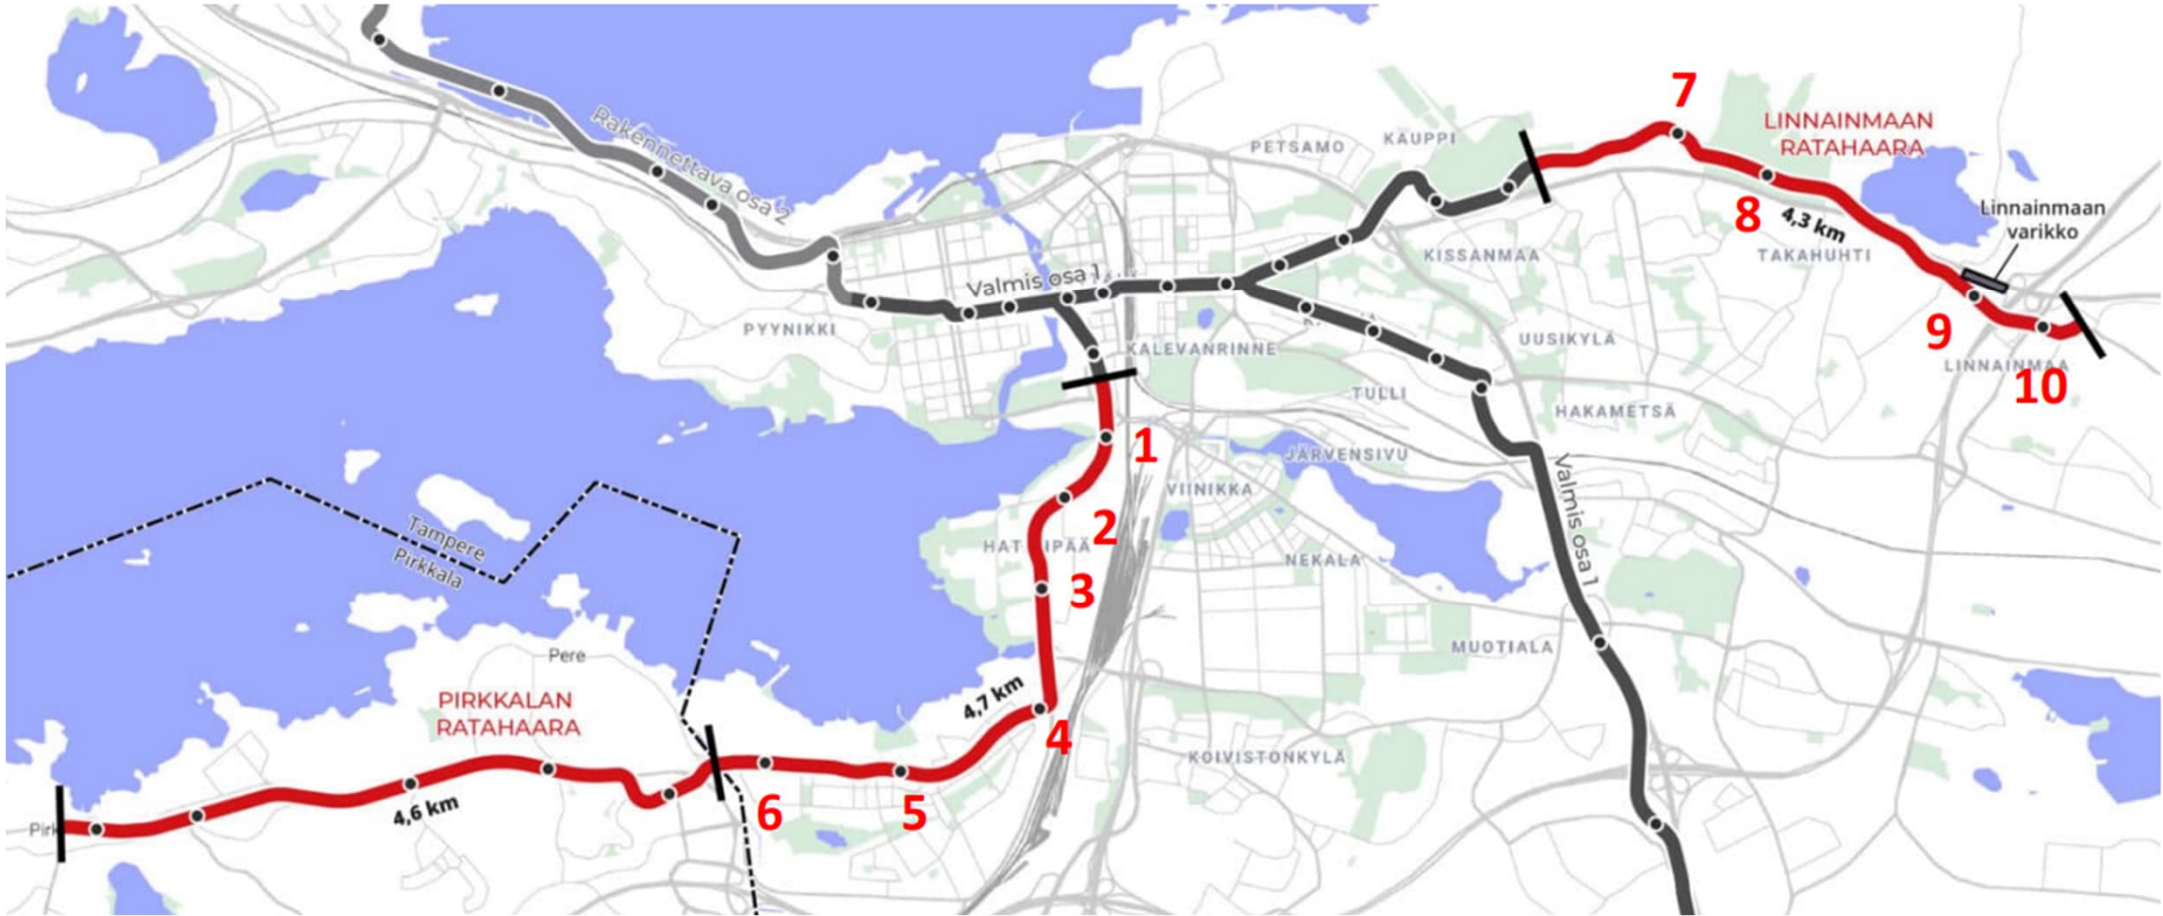 7
LINNAINMAAN
RATAHAARA
KAUPPI
PETSAMO
Rakennettava osa 2
8
4,3 km
Linnainmaan
varikko
TAKAHUHTI
KISSANMAA
Valmis osa 1
PYYNIKKI
KALEVANRINNE
UUSIKYLÄ
9
LINNAINMAA
10
TULLI
HAKAMETSÄ
1
JÄRVENSIVU
VIINIKKA
Valmis osa 1
2
Tampere
Pirkkala
NEKALA
3
MUOTIALA
Pere
PIRKKALAN
RATAHAARA
4,7 km
4
KOIVISTONKYLÄ
4,6 km
6
5
Pirk